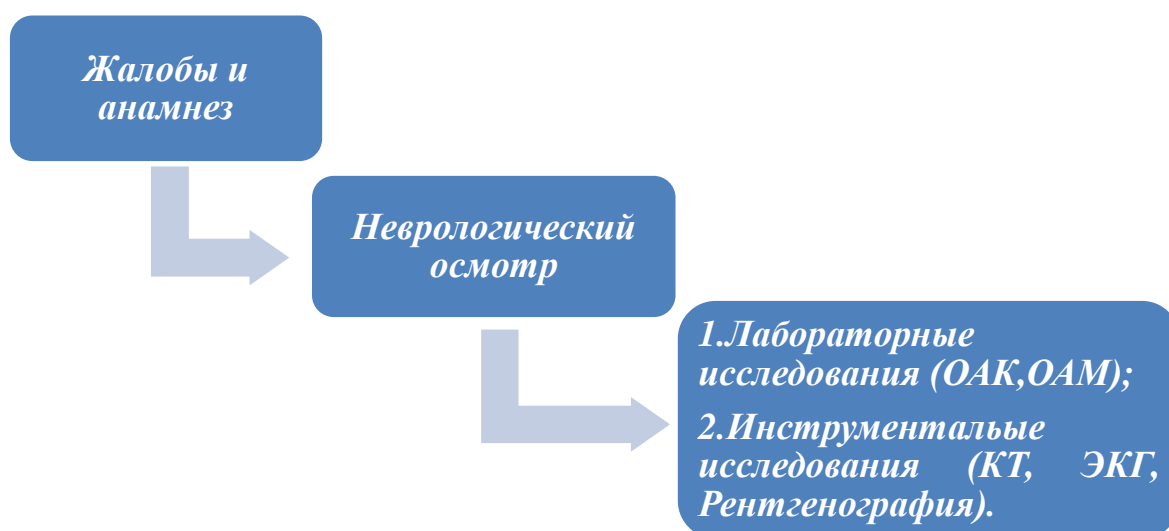 Жалобы и
анамнез
Неврологический
осмотр
1.Лабораторные
исследования (ОАК,ОАМ);
2.Инструментальые
исследования (КТ, ЭКГ,
Рентгенография).